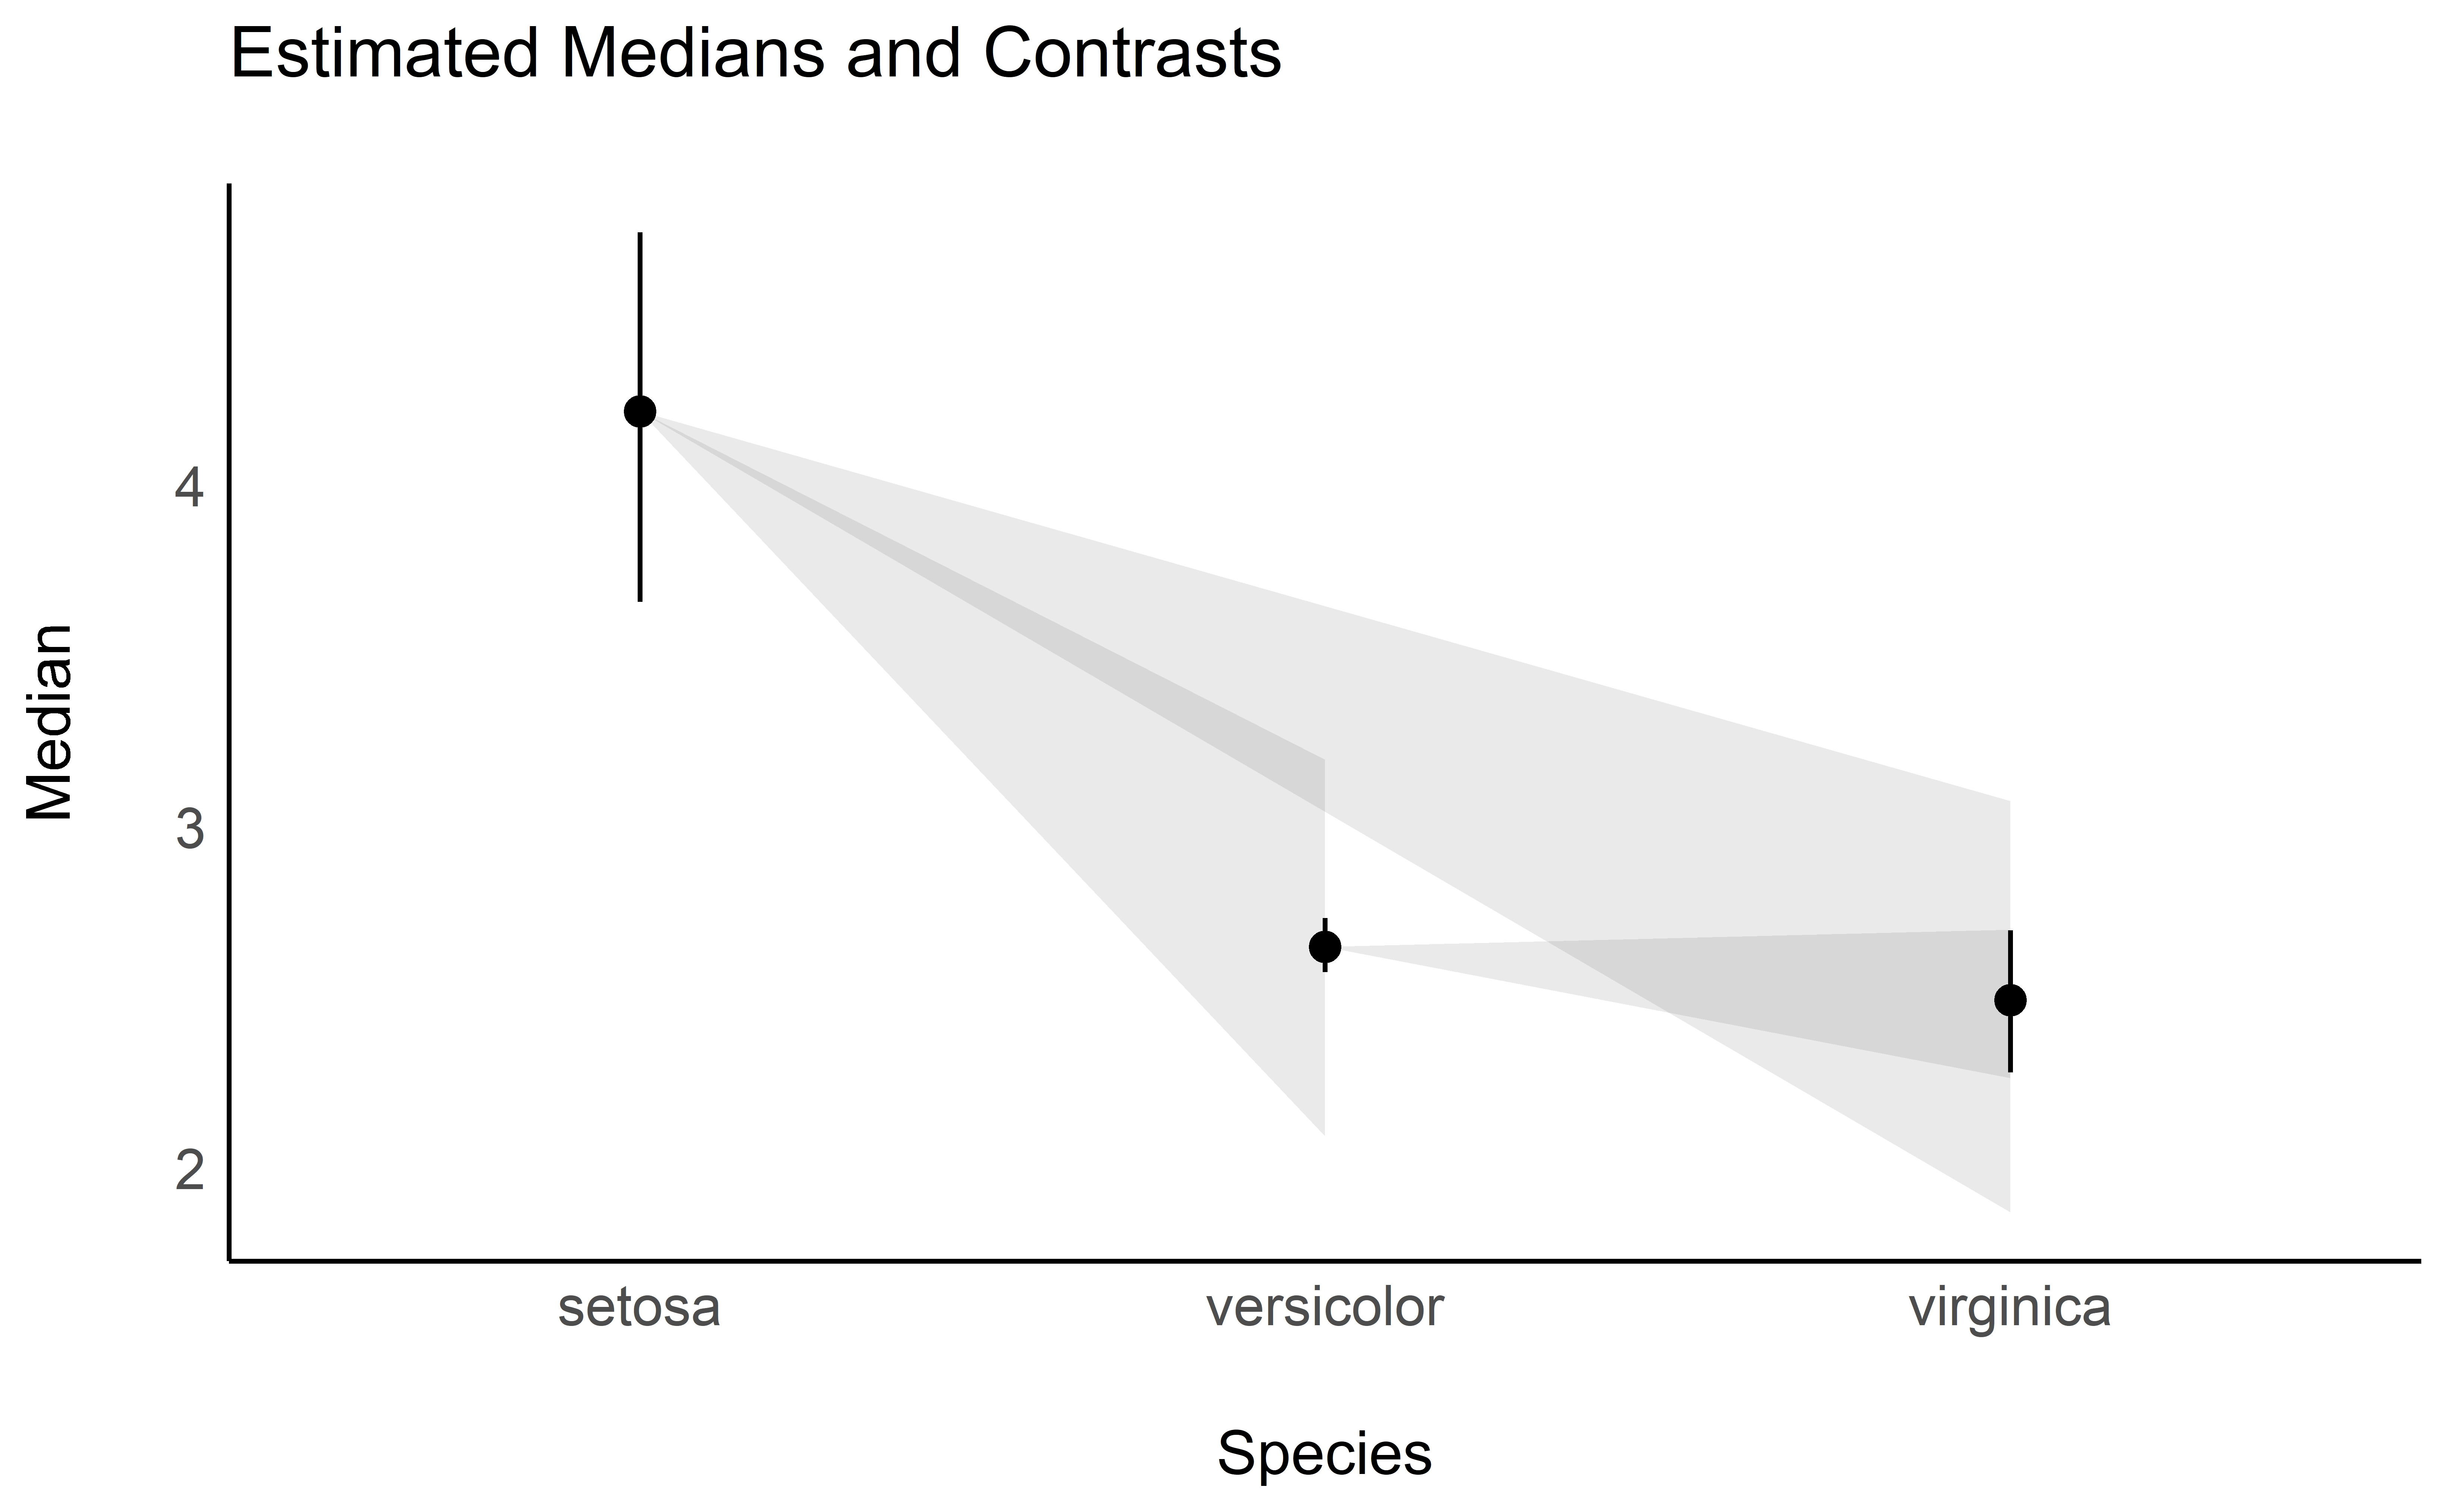 Estimated Medians and Contrasts
Median
4
3
2
setosa versicolor virginica
Species